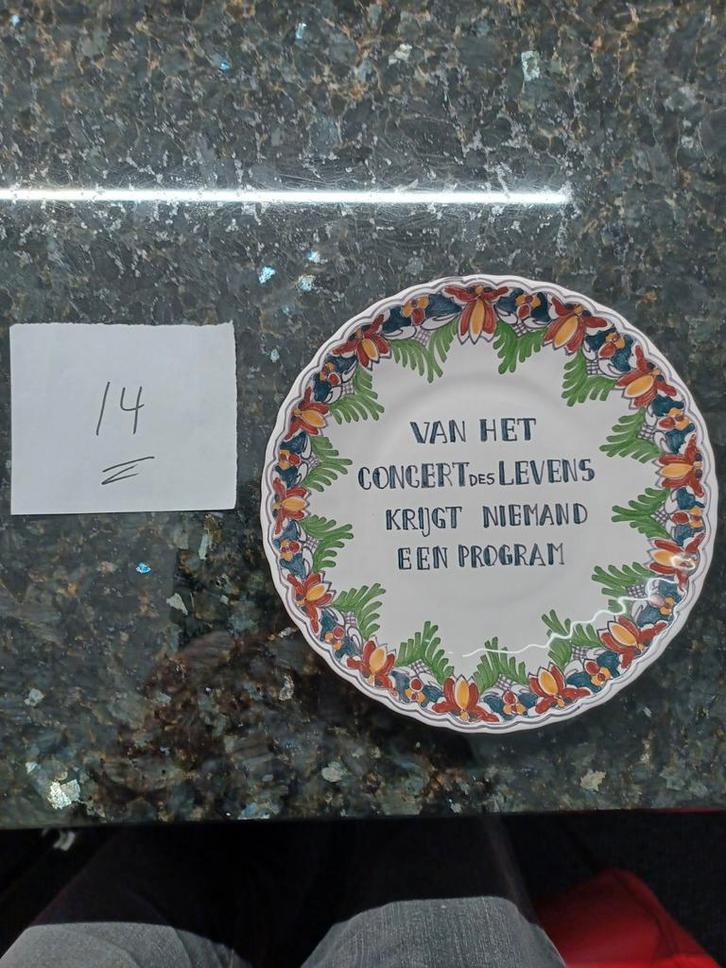 14
VAN HET
CONCERT DES LEVENS
KRIJGT NIEMAND
EEN PROGRAM